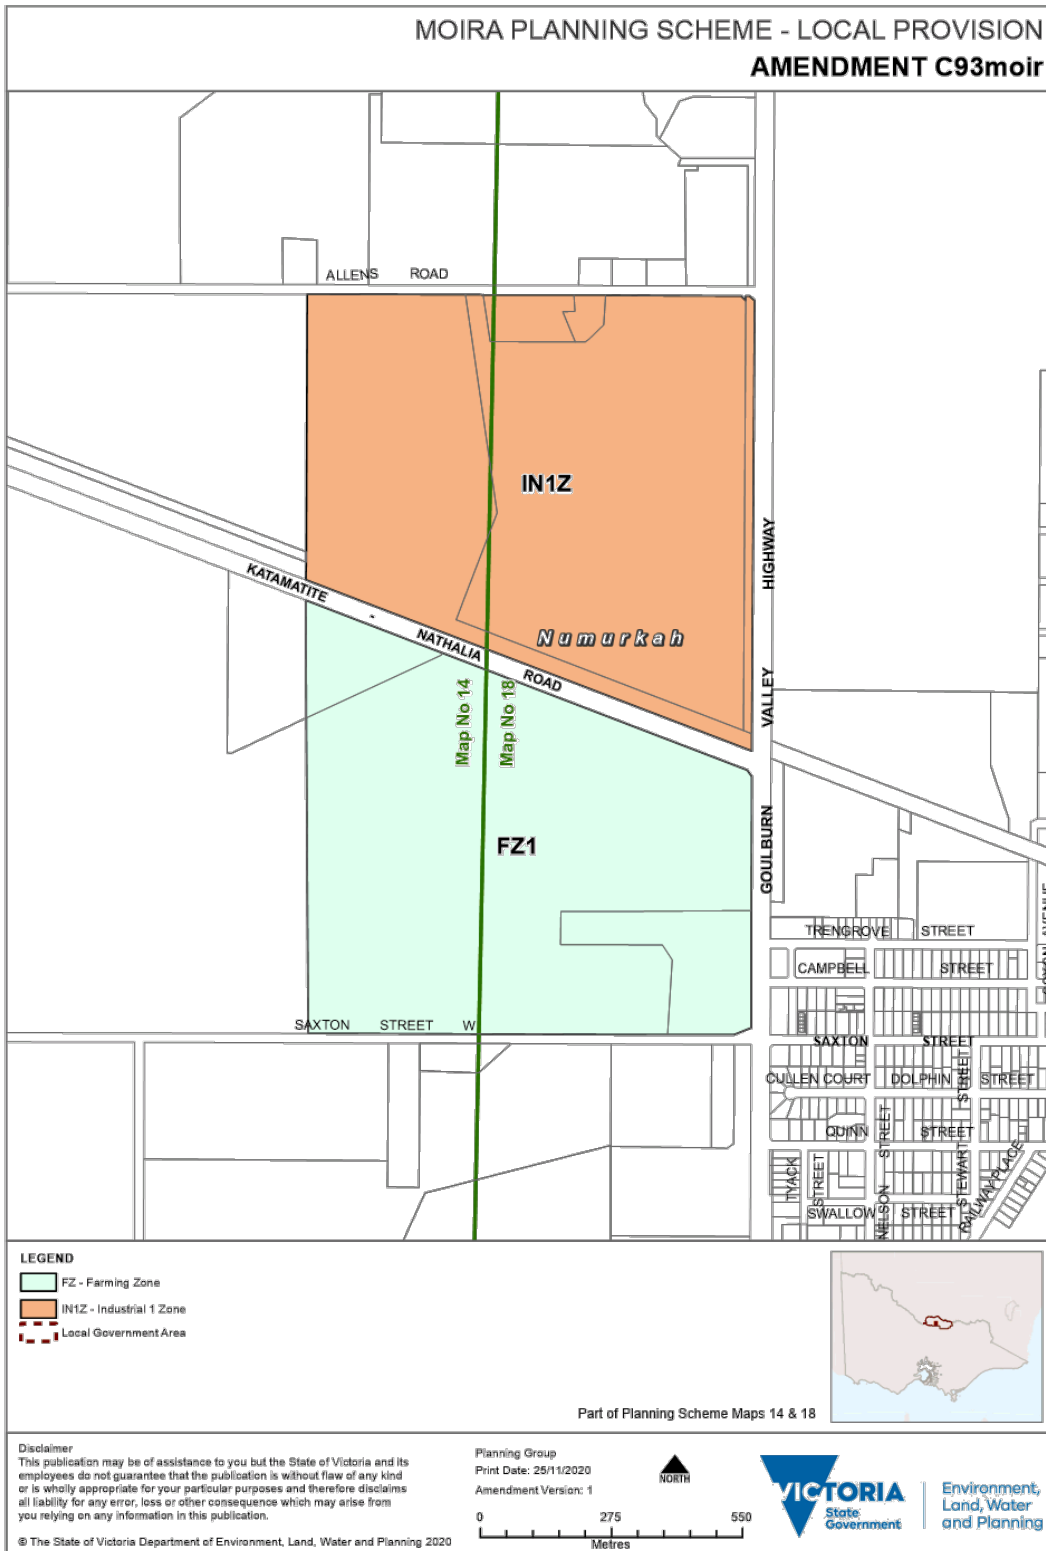 MOIRA PLANNING SCHEME - LOCAL PROVISION
AMENDMENT C93moir
ALLENS ROAD
IN1Z
HIGHWAY
KATAMATITE - NATHALIA ROAD
Numurkah
VALLEY
Map No 14
Map No 18
GOULBURN
FZ1
TRENGROVE STREET
CAMPBELL STREET
AVENUE
SAXTON STREET W
SAXTON STREET
CULLEN COURT
DOLPHIN STREET
STREET
QUINN STREET
NELSON STREET
STEWART
RAILWAY PLACE
TYACK
STREET
SWALLOW STREET
LEGEND
FZ - Farming Zone
IN1Z - Industrial 1 Zone
Local Government Area
Part of Planning Scheme Maps 14 & 18
Disclaimer
This publication may be of assistance to you but the State of Victoria and its
employees do not guarantee that the publication is without flaw of any kind
or is wholly appropriate for your particular purposes and therefore disclaims
all liability for any error, loss or other consequence which may arise from
you relying on any information in this publication.
© The State of Victoria Department of Environment, Land, Water and Planning 2020
Planning Group
Print Date: 25/11/2020
Amendment Version: 1
NORTH
0 275 550
Metres
VICTORIA
State
Government
Environment,
Land, Water
and Planning